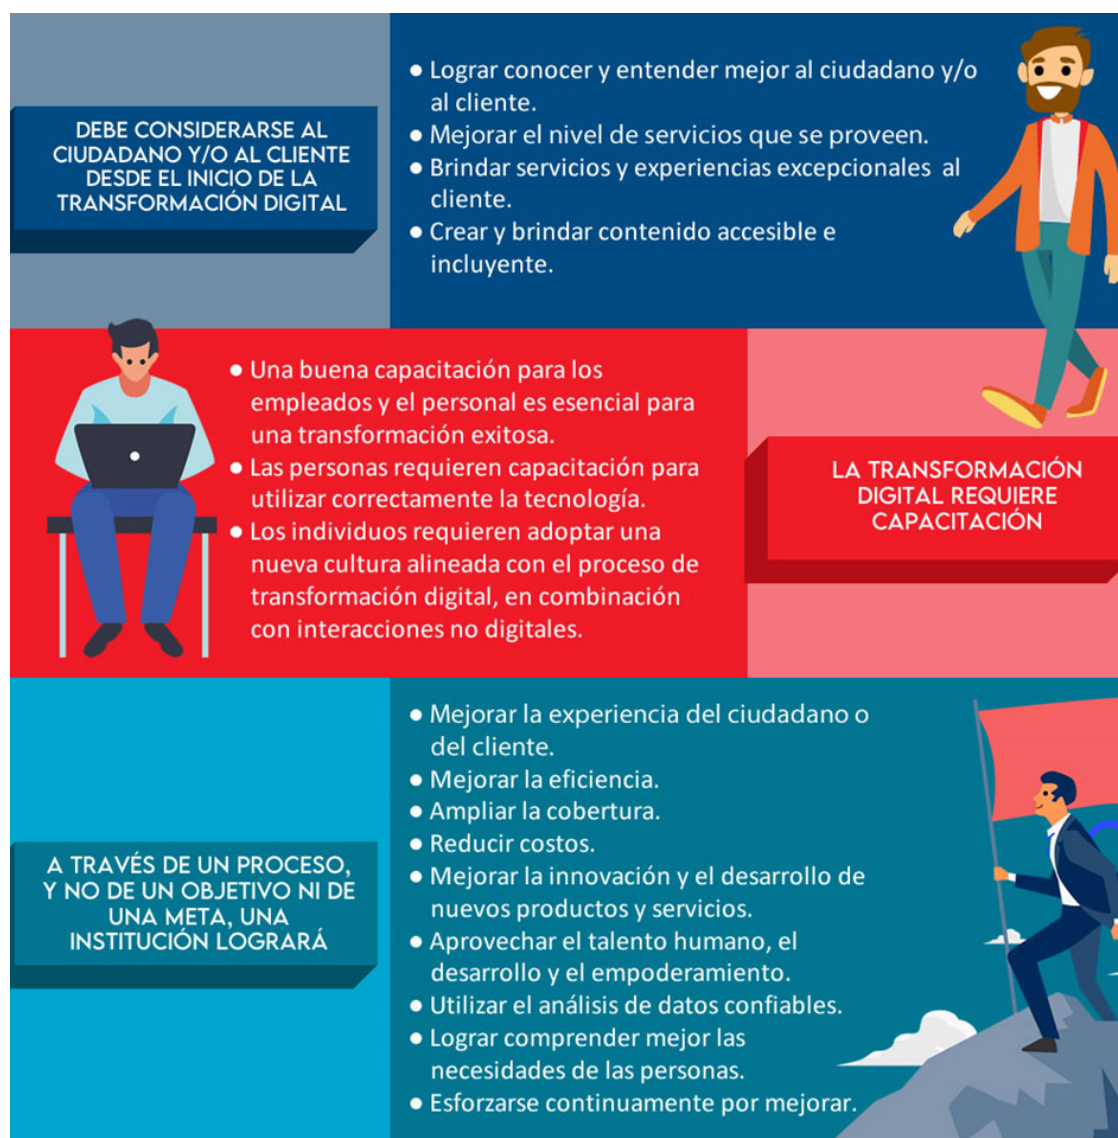 DEBE CONSIDERARSE AL
CIUDADANO Y/O AL CLIENTE
DESDE EL INICIO DE LA
TRANSFORMACIÓN DIGITAL
● Lograr conocer y entender mejor al ciudadano y/o
al cliente.
● Mejorar el nivel de servicios que se proveen.
● Brindar servicios y experiencias excepcionales al
cliente.
● Crear y brindar contenido accesible e
incluyente.
● Una buena capacitación para los
empleados y el personal es esencial para
una transformación exitosa.
● Las personas requieren capacitación para
utilizar correctamente la tecnología.
● Los individuos requieren adoptar una
nueva cultura alineada con el proceso de
transformación digital, en combinación
con interacciones no digitales.
LA TRANSFORMACIÓN
DIGITAL REQUIERE
CAPACITACIÓN
A TRAVÉS DE UN PROCESO,
Y NO DE UN OBJETIVO NI DE
UNA META, UNA
INSTITUCIÓN LOGRARÁ
● Mejorar la experiencia del ciudadano o
del cliente.
● Mejorar la eficiencia.
● Ampliar la cobertura.
● Reducir costos.
● Mejorar la innovación y el desarrollo de
nuevos productos y servicios.
● Aprovechar el talento humano, el
desarrollo y el empoderamiento.
● Utilizar el análisis de datos confiables.
● Lograr comprender mejor las
necesidades de las personas.
● Esforzarse continuamente por mejorar.